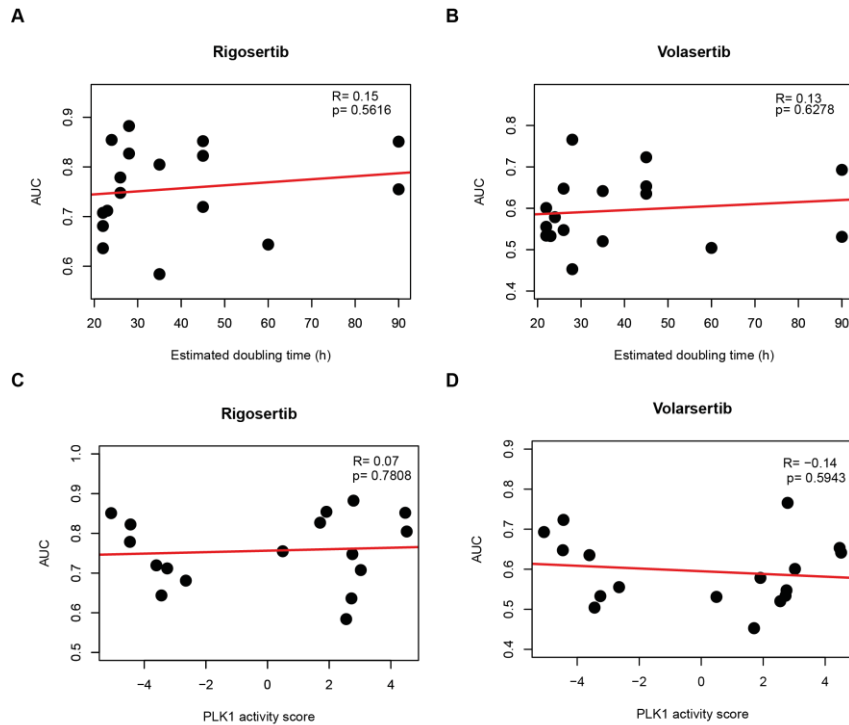 A
Rigosertib
R= 0.15
p= 0.5616
0.9
0.8
0.7
0.6
AUC
20 30 40 50 60 70 80 90
Estimated doubling time (h)
B
Volasertib
R= 0.13
p= 0.6278
0.8
0.7
0.6
0.5
0.4
AUC
20 30 40 50 60 70 80 90
Estimated doubling time (h)
C
Rigosertib
R= 0.07
p= 0.7808
1.0
0.9
0.8
0.7
0.6
0.5
AUC
−4 −2 0 2 4
PLK1 activity score
D
Volarsertib
R= −0.14
p= 0.5943
0.9
0.8
0.7
0.6
0.5
0.4
AUC
−4 −2 0 2 4
PLK1 activity score